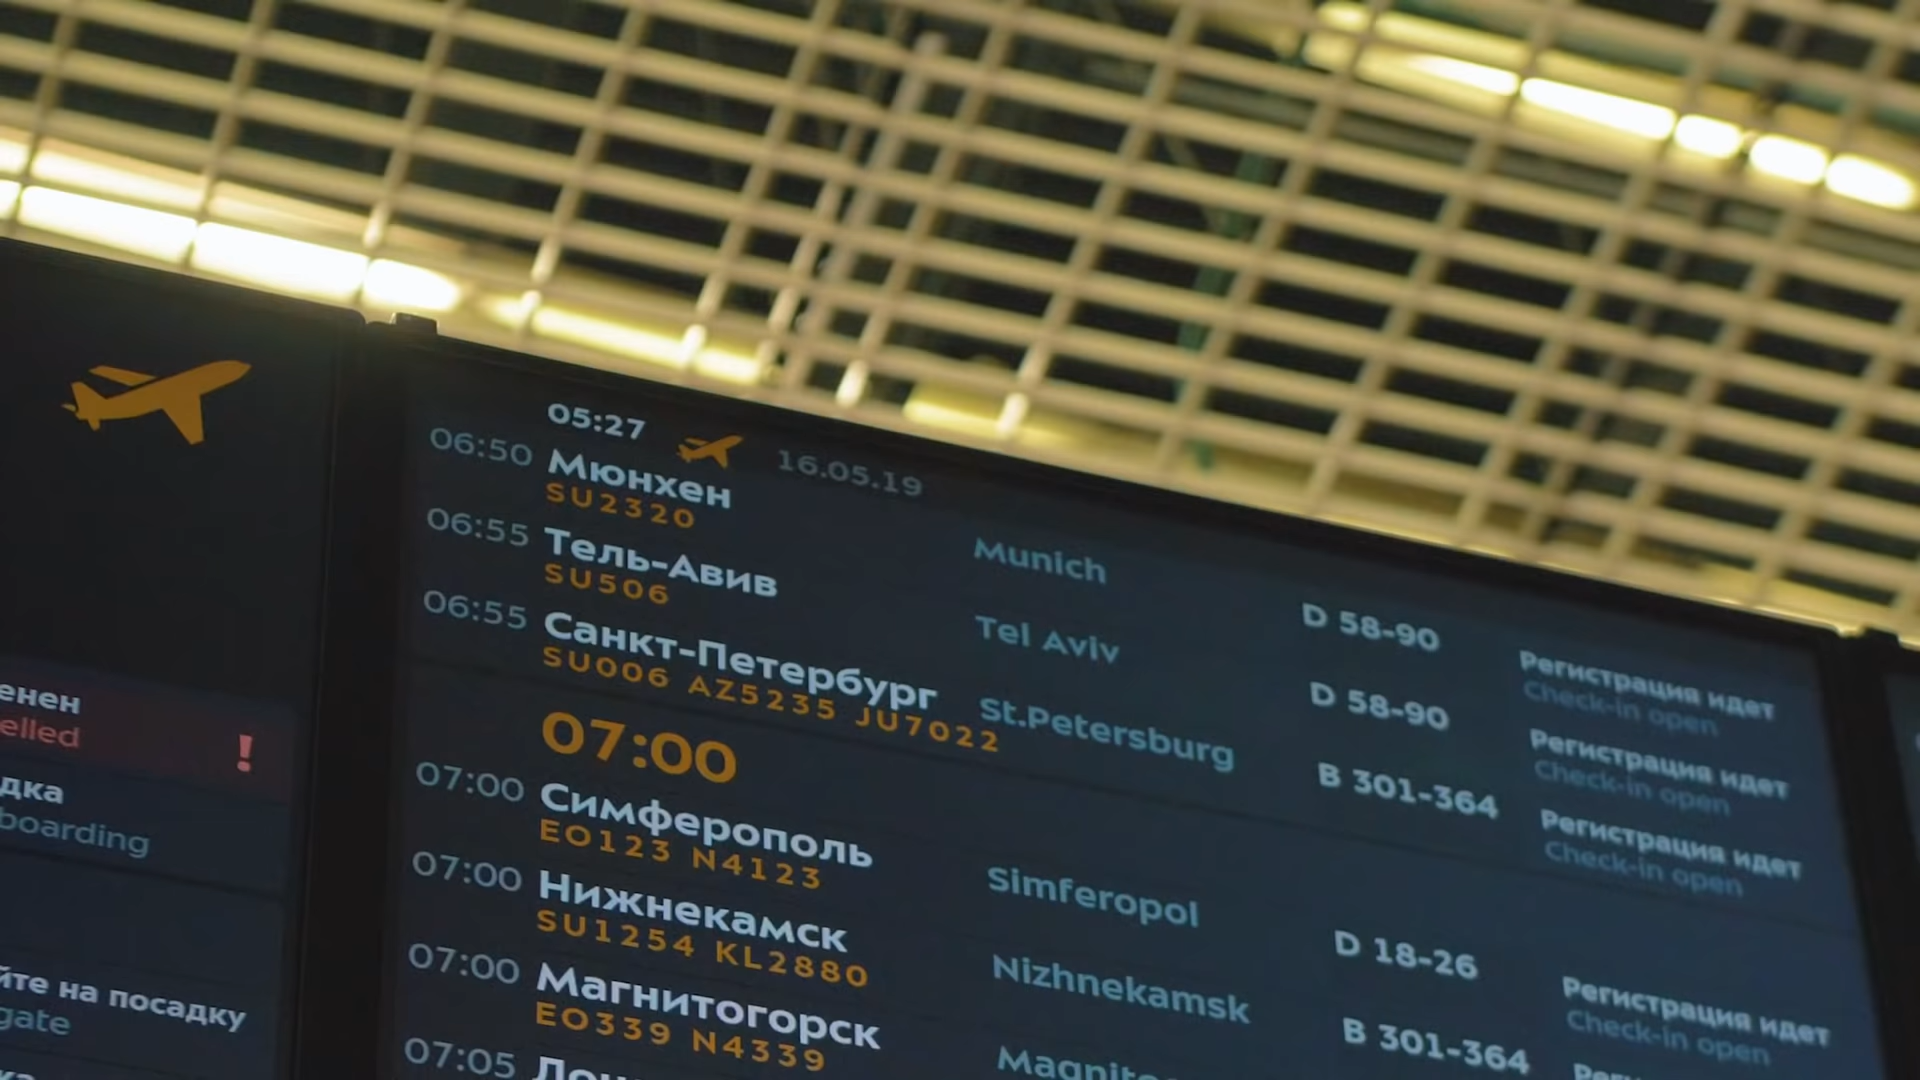 енен
elled
!
дка
boarding
йте на посадку
gate
05:27 16.05.19
06:50 Мюнхен Munich D 58-90 Регистрация идет
SU2320 Check-in open
06:55 Тель-Авив Tel Aviv D 58-90 Регистрация идет
SU506 Check-in open
06:55 Санкт-Петербург St.Petersburg B 301-364 Регистрация идет
SU006 AZ5235 JU7022 Check-in open
07:00
07:00 Симферополь Simferopol D 18-26 Регистрация идет
EO123 N4123 Check-in open
07:00 Нижнекамск Nizhnekamsk B 301-364
SU1254 KL2880
07:00 Магнитогорск
EO339 N4339
07:05